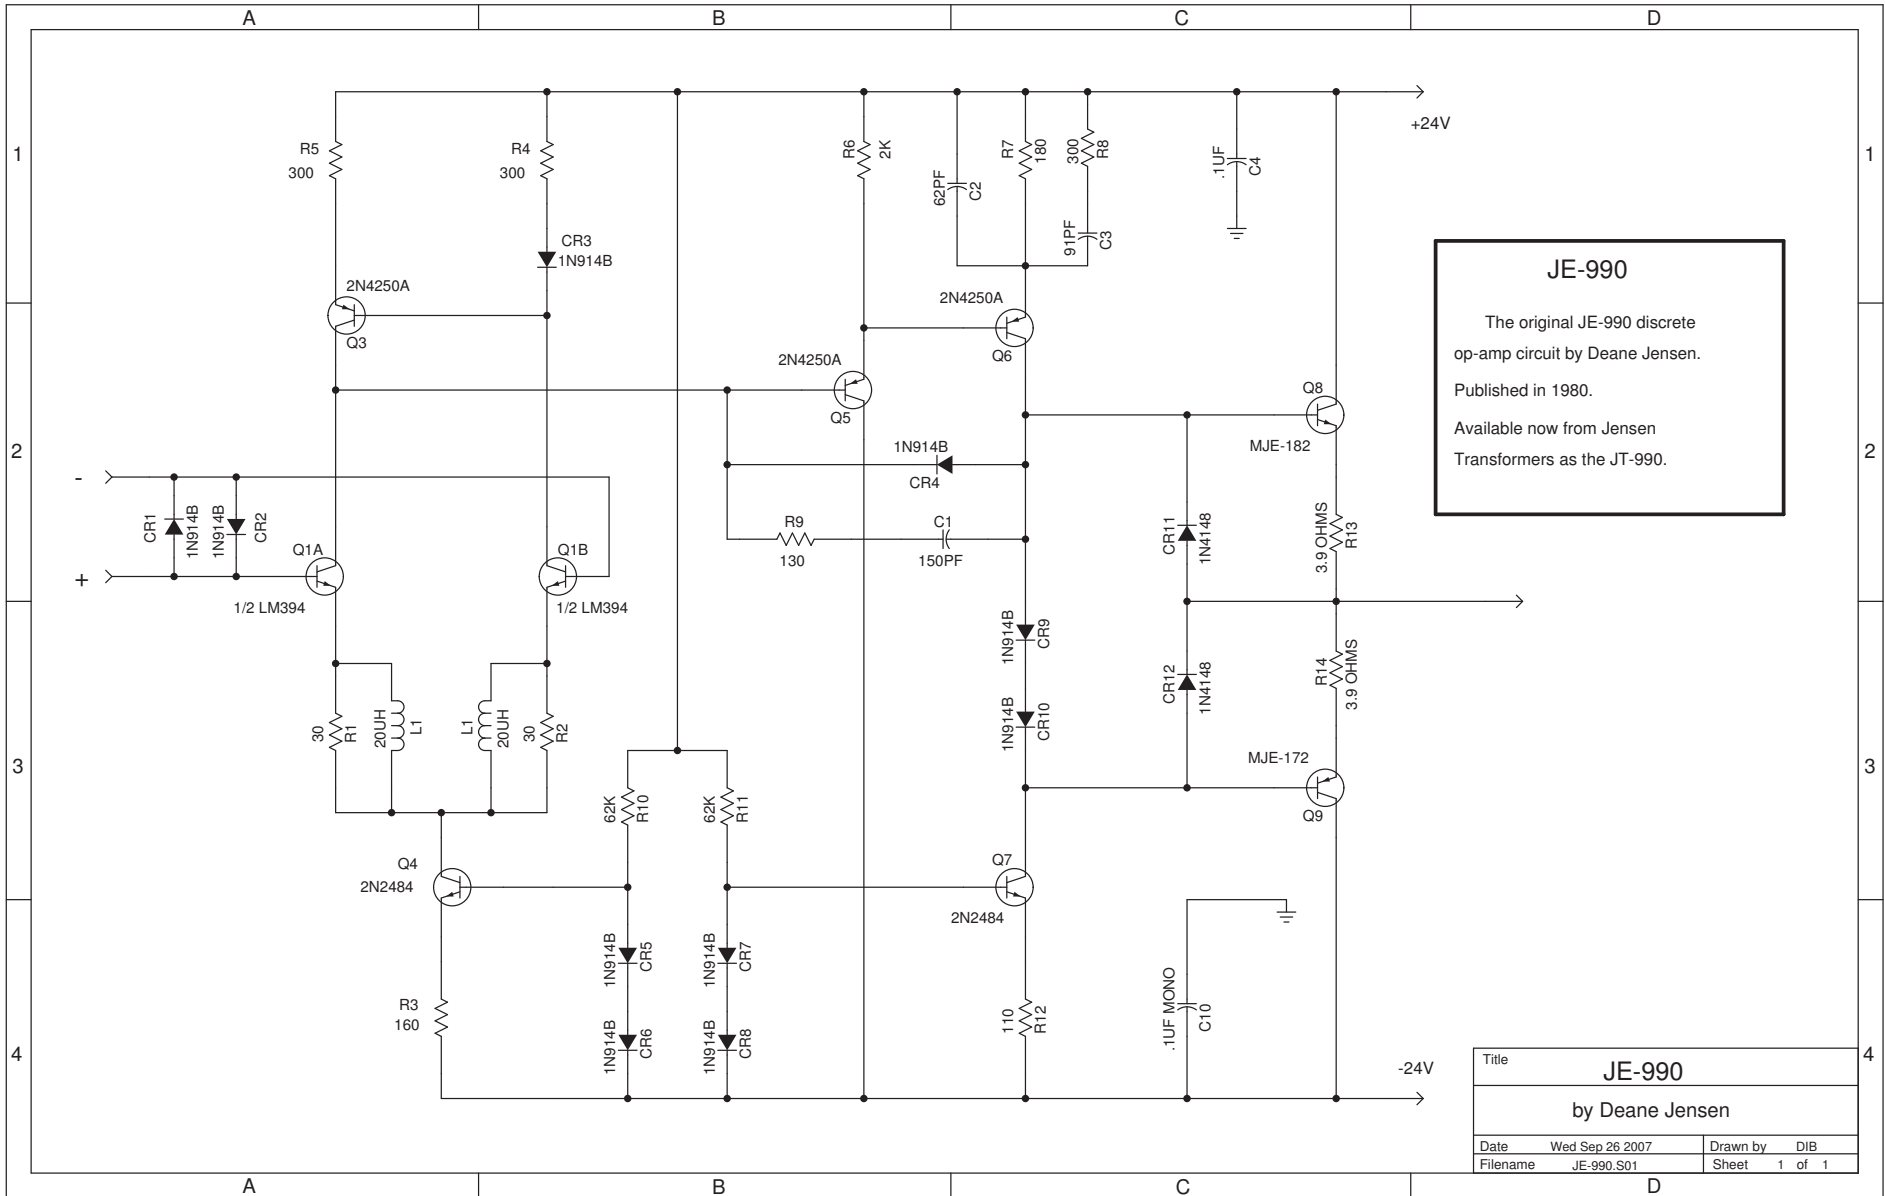 A B C D
1
2
3
4
1
2
3
4
A B C D
+24V
-24V
R5
300
R4
300
CR3
1N914B
2N4250A
Q3
R6
2K
62PF
C2
R7
180
300
R8
91PF
C3
.1UF
C4
2N4250A
Q6
2N4250A
Q5
Q8
MJE-182
1N914B
CR4
R9
130
C1
150PF
-
+
CR1
1N914B
1N914B
CR2
Q1A
1/2 LM394
Q1B
1/2 LM394
CR11
1N4148
3.9 OHMS
R13
1N914B
CR9
CR12
1N4148
R14
3.9 OHMS
30
R1
20UH
L1
L1
20UH
30
R2
1N914B
CR10
MJE-172
Q9
62K
R10
62K
R11
Q4
2N2484
Q7
2N2484
1N914B
CR5
1N914B
CR7
R3
160
1N914B
CR6
1N914B
CR8
110
R12
.1UF MONO
C10
JE-990
The original JE-990 discrete
op-amp circuit by Deane Jensen.
Published in 1980.
Available now from Jensen
Transformers as the JT-990.
Title
JE-990
by Deane Jensen
Date Wed Sep 26 2007 Drawn by DIB
Filename JE-990.S01 Sheet 1 of 1